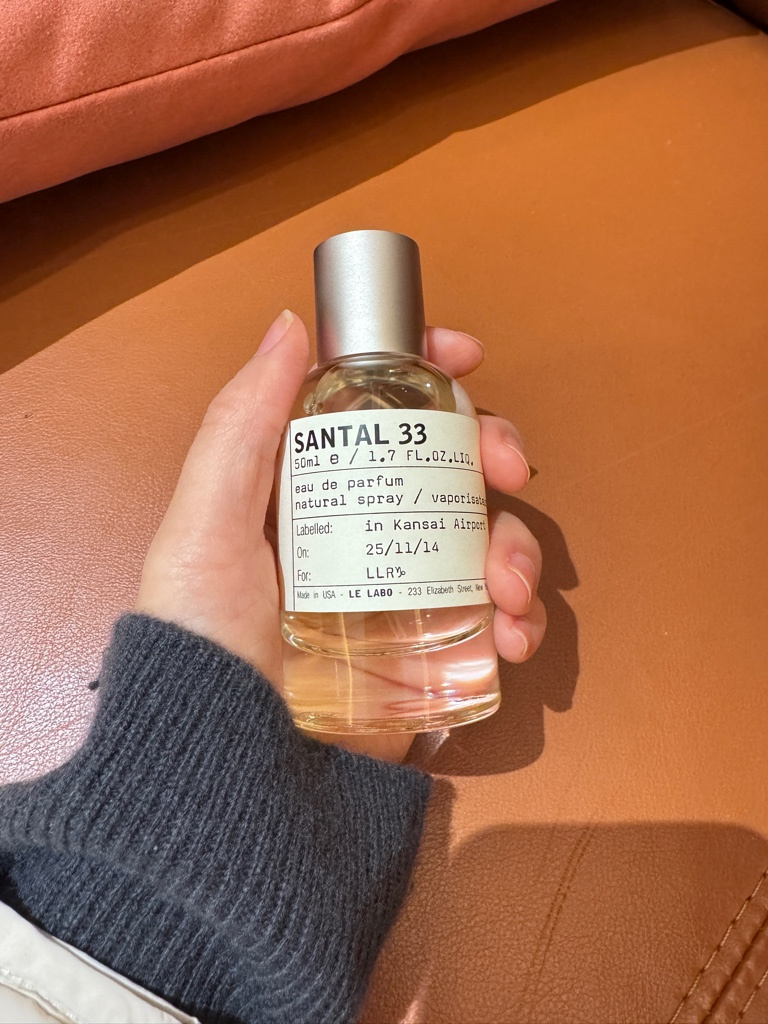 SANTAL 33
50ml e / 1.7 FL.OZ.LIQ.
eau de parfum
natural spray / vaporisate
Labelled: in Kansai Airport
On: 25/11/14
For: LLR♑
Made in USA - LE LABO - 233 Elizabeth Street, New